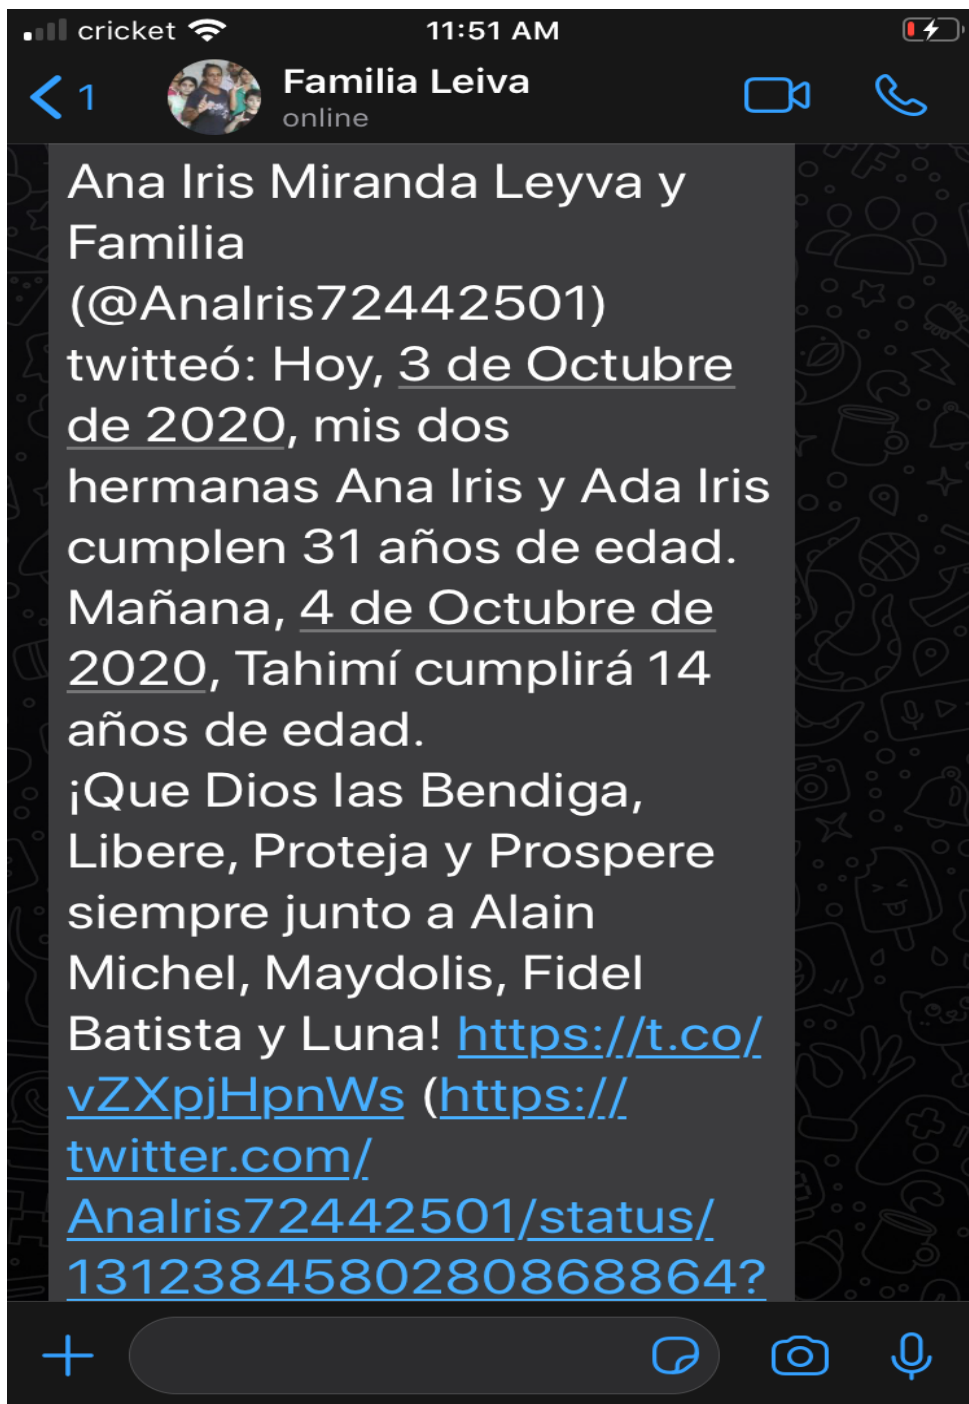 cricket 11:51 AM
1 Familia Leiva
online
Ana Iris Miranda Leyva y
Familia
(@AnaIris72442501)
twitteó: Hoy, 3 de Octubre
de 2020, mis dos
hermanas Ana Iris y Ada Iris
cumplen 31 años de edad.
Mañana, 4 de Octubre de
2020, Tahimí cumplirá 14
años de edad.
¡Que Dios las Bendiga,
Libere, Proteja y Prospere
siempre junto a Alain
Michel, Maydolis, Fidel
Batista y Luna! https://t.co/
vZXpjHpnWs (https://
twitter.com/
AnaIris72442501/status/
1312384580280868864?